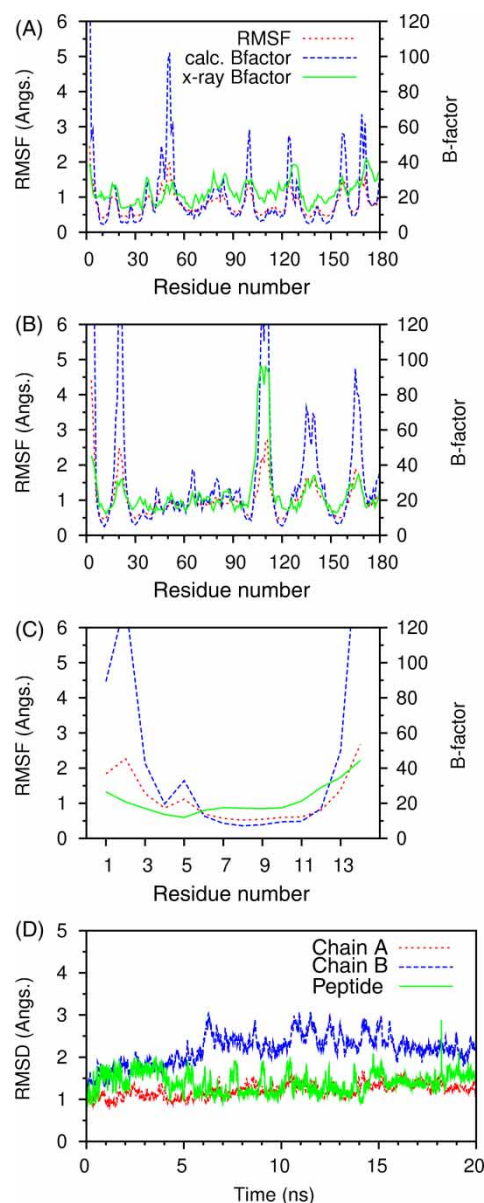 (A)
RMSF
calc. Bfactor
x-ray Bfactor
RMSF (Angs.)
B-factor
6
5
4
3
2
1
0
120
100
80
60
40
20
0
0 30 60 90 120 150 180
Residue number
(B)
RMSF (Angs.)
B-factor
6
5
4
3
2
1
0
120
100
80
60
40
20
0
0 30 60 90 120 150 180
Residue number
(C)
RMSF (Angs.)
B-factor
6
5
4
3
2
1
0
120
100
80
60
40
20
0
1 3 5 7 9 11 13
Residue number
(D)
Chain A
Chain B
Peptide
RMSD (Angs.)
5
4
3
2
1
0
0 5 10 15 20
Time (ns)